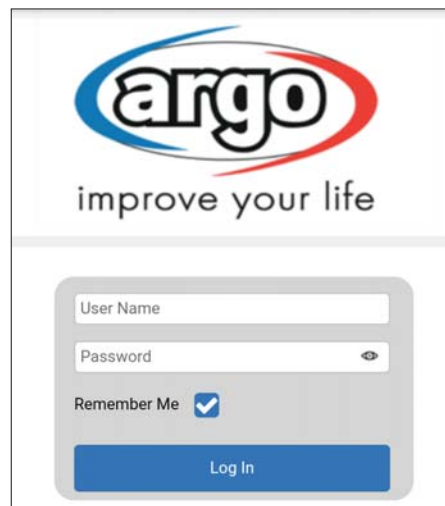 argo
improve your life
User Name
Password
Remember Me
Log In